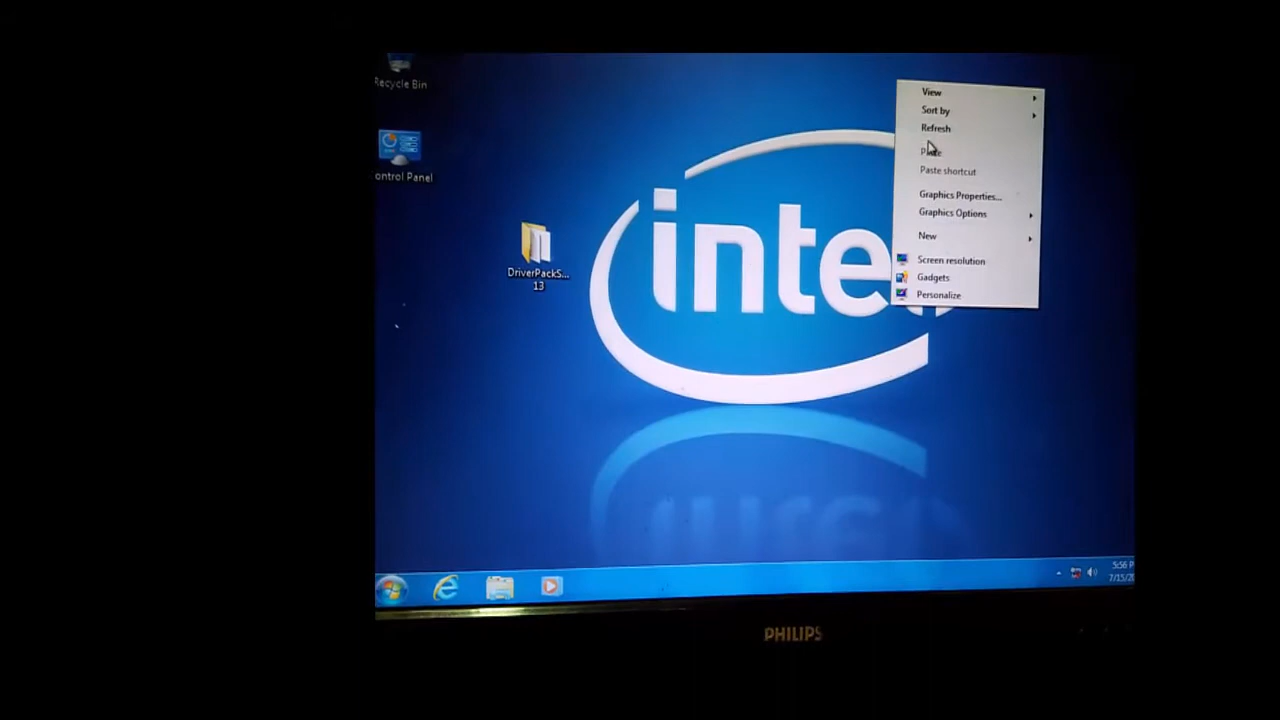 Recycle Bin
ontrol Panel
DriverPackS...
13
intel
View
Sort by
Refresh
Paste
Paste shortcut
Graphics Properties...
Graphics Options
New
Screen resolution
Gadgets
Personalize
5:56 P
7/15/20
PHILIPS